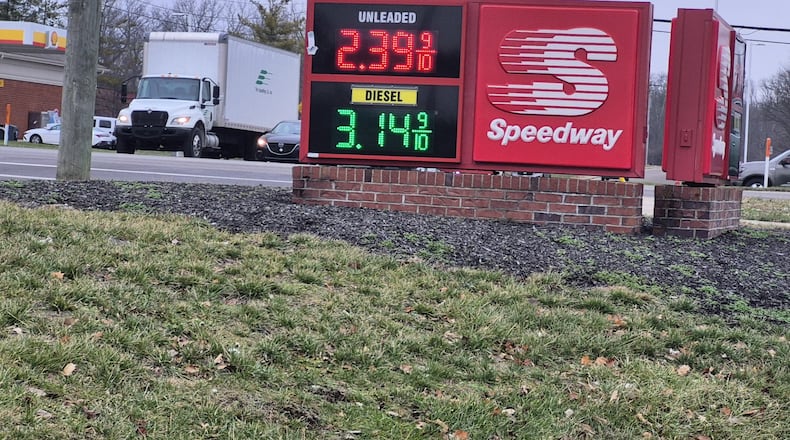 UNLEADED
2.39 9/10
DIESEL
3.14 9/10
Speedway